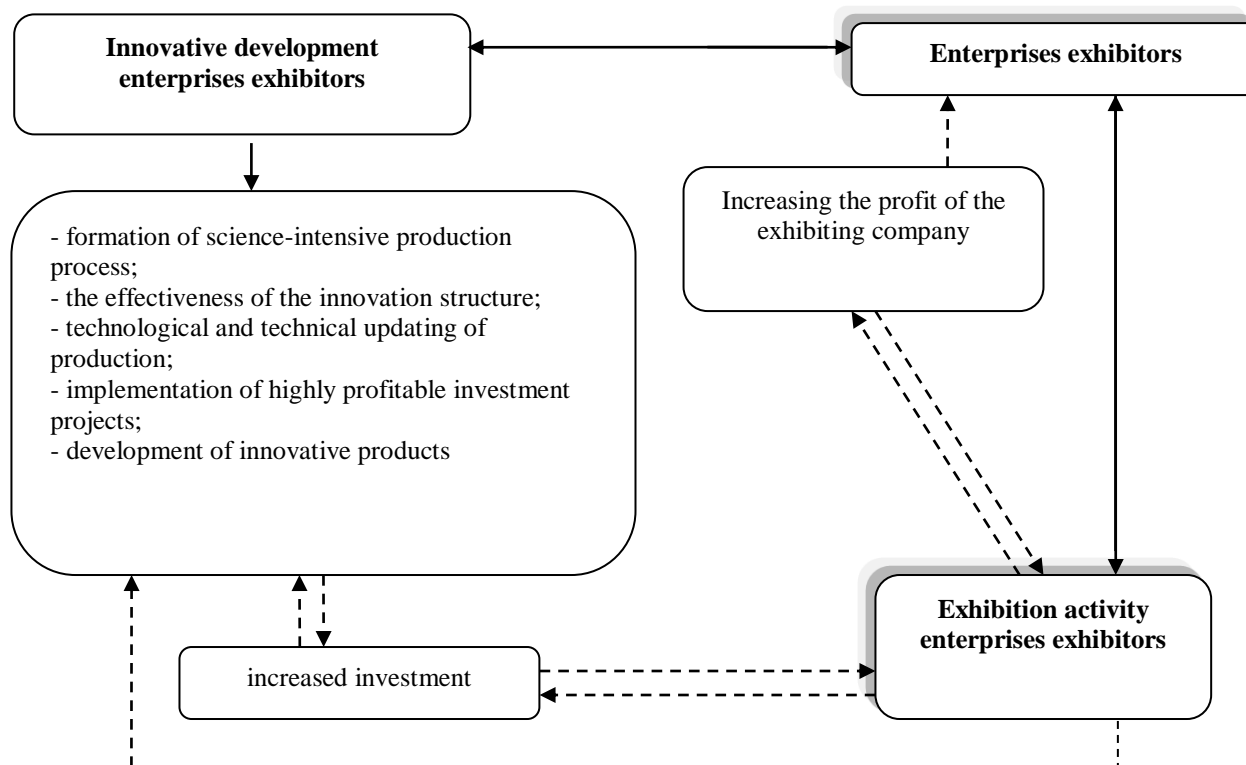 Innovative development
enterprises exhibitors
Enterprises exhibitors
Increasing the profit of the
exhibiting company
- formation of science-intensive production
process;
- the effectiveness of the innovation structure;
- technological and technical updating of
production;
- implementation of highly profitable investment
projects;
- development of innovative products
Exhibition activity
enterprises exhibitors
increased investment